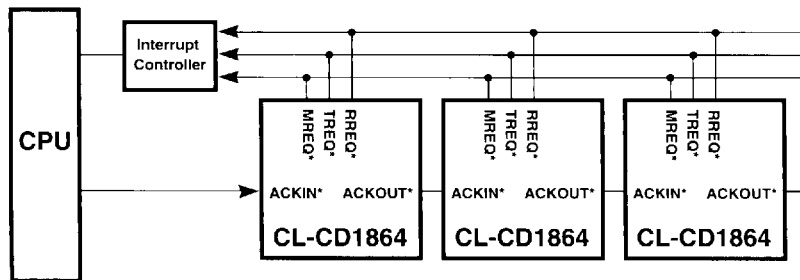 Interrupt
Controller
CPU
MREQ*
TREQ*
RREQ*
MREQ*
TREQ*
RREQ*
MREQ*
TREQ*
RREQ*
ACKIN* ACKOUT*
ACKIN* ACKOUT*
ACKIN* ACKOUT*
CL-CD1864
CL-CD1864
CL-CD1864